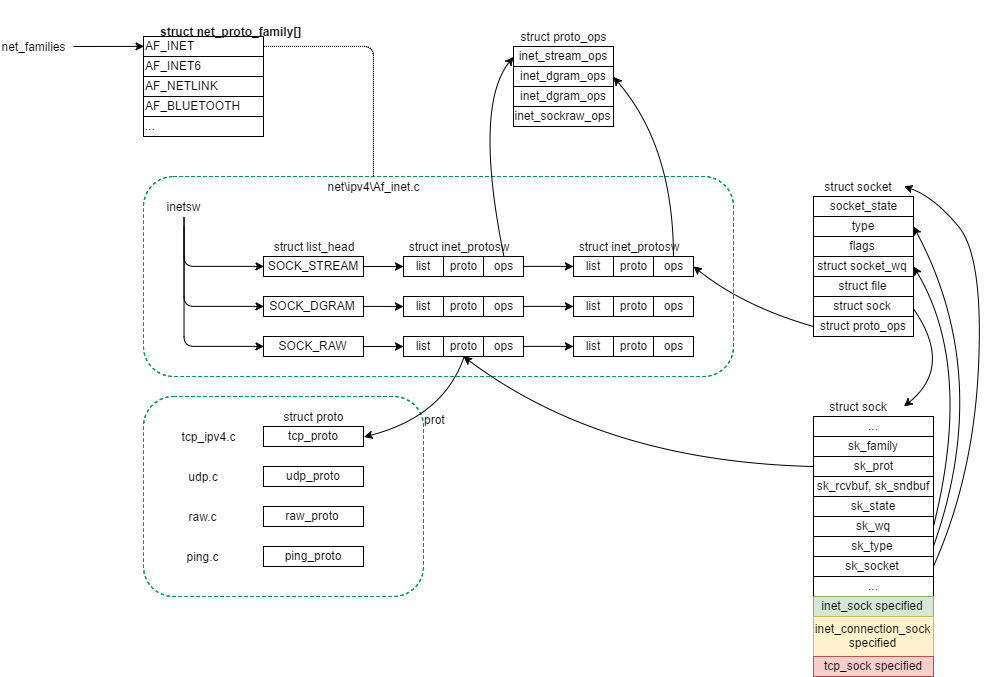 struct net_proto_family[]
net_families
AF_INET
AF_INET6
AF_NETLINK
AF_BLUETOOTH
...
struct proto_ops
inet_stream_ops
inet_dgram_ops
inet_dgram_ops
inet_sockraw_ops
net\ipv4\Af_inet.c
inetsw
struct list_head
struct inet_protosw
struct inet_protosw
SOCK_STREAM
list
proto
ops
list
proto
ops
SOCK_DGRAM
list
proto
ops
list
proto
ops
SOCK_RAW
list
proto
ops
list
proto
ops
struct socket
socket_state
type
flags
struct socket_wq
struct file
struct sock
struct proto_ops
struct proto
prot
tcp_ipv4.c
tcp_proto
udp.c
udp_proto
raw.c
raw_proto
ping.c
ping_proto
struct sock
...
sk_family
sk_prot
sk_rcvbuf, sk_sndbuf
sk_state
sk_wq
sk_type
sk_socket
...
inet_sock specified
inet_connection_sock
specified
tcp_sock specified